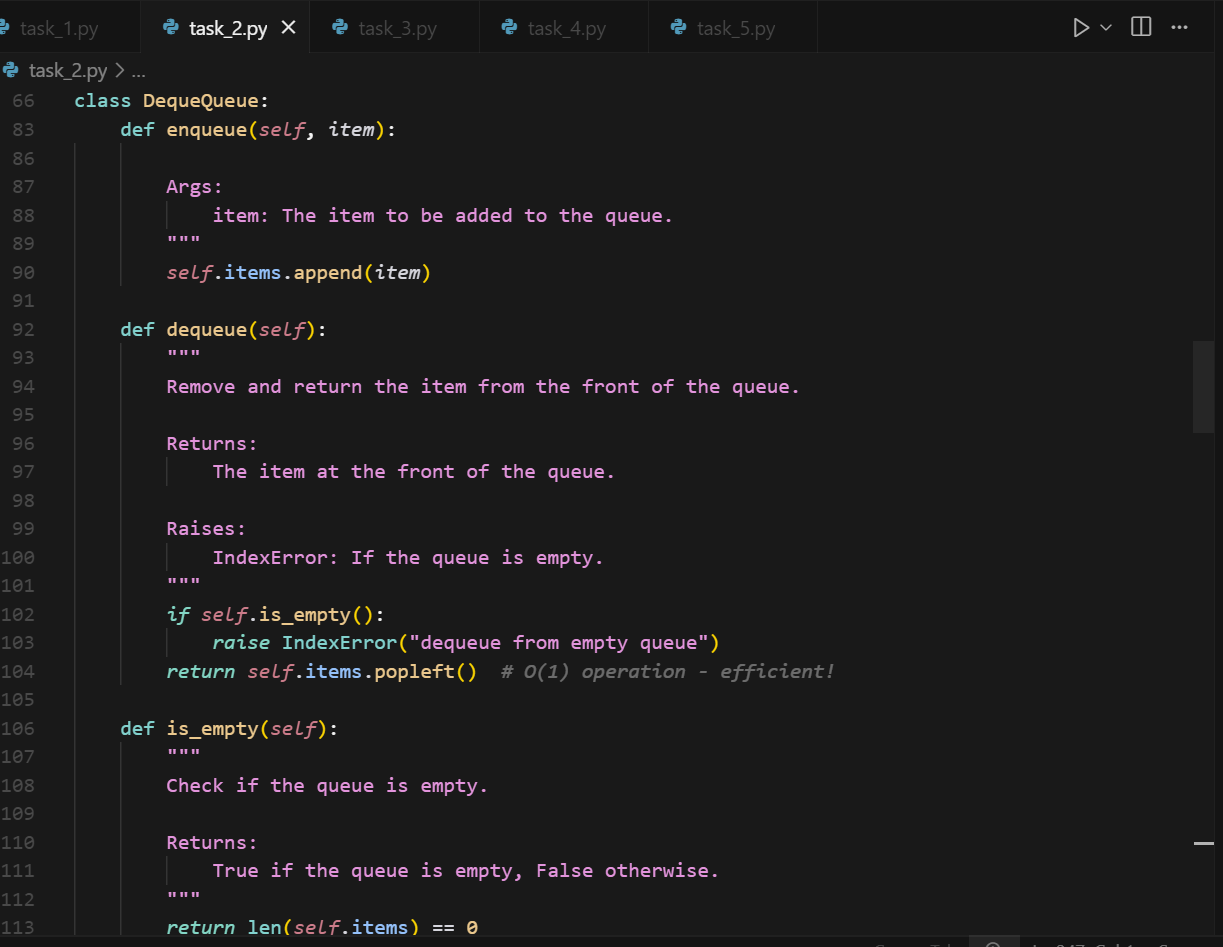 task_1.py task_2.py task_3.py task_4.py task_5.py
task_2.py > ...
66 class DequeQueue:
83 def enqueue(self, item):
86
87 Args:
88 item: The item to be added to the queue.
89 """
90 self.items.append(item)
91
92 def dequeue(self):
93 """
94 Remove and return the item from the front of the queue.
95
96 Returns:
97 The item at the front of the queue.
98
99 Raises:
100 IndexError: If the queue is empty.
101 """
102 if self.is_empty():
103 raise IndexError("dequeue from empty queue")
104 return self.items.popleft()  # O(1) operation - efficient!
105
106 def is_empty(self):
107 """
108 Check if the queue is empty.
109
110 Returns:
111 True if the queue is empty, False otherwise.
112 """
113 return len(self.items) == 0